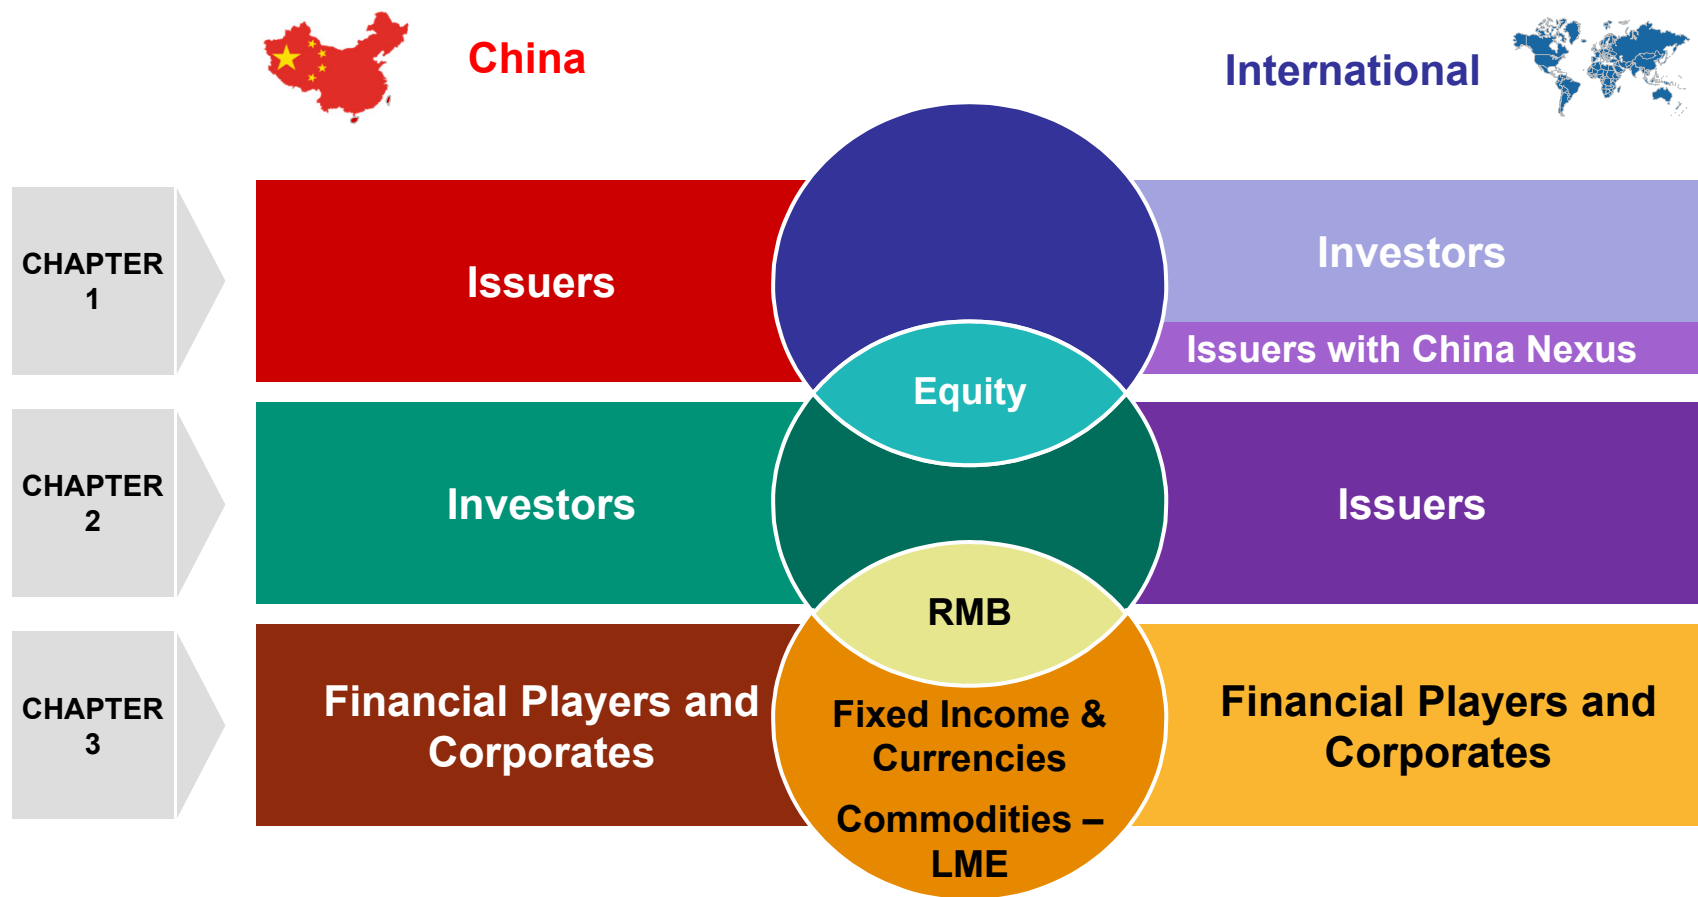 China
International
CHAPTER
1
Issuers
Investors
Issuers with China Nexus
Equity
CHAPTER
2
Investors
Issuers
RMB
CHAPTER
3
Financial Players and
Corporates
Fixed Income &
Currencies
Commodities –
LME
Financial Players and
Corporates